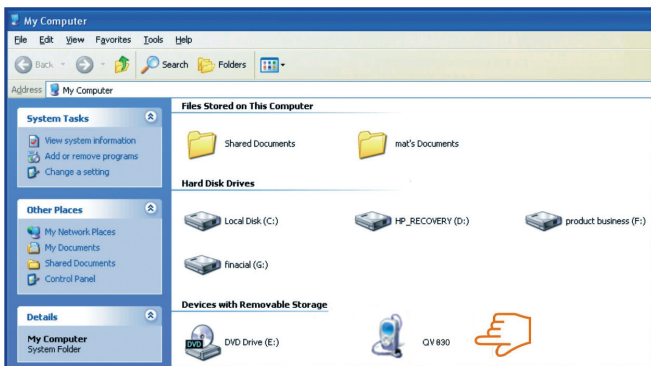 My Computer
File Edit View Favorites Tools Help
Back Search Folders
Address My Computer
System Tasks
View system information
Add or remove programs
Change a setting
Other Places
My Network Places
My Documents
Shared Documents
Control Panel
Details
My Computer
System Folder
Files Stored on This Computer
Shared Documents mat's Documents
Hard Disk Drives
Local Disk (C:) HP_RECOVERY (D:) product business (F:)
finacial (G:)
Devices with Removable Storage
DVD DVD Drive (E:) QV 830